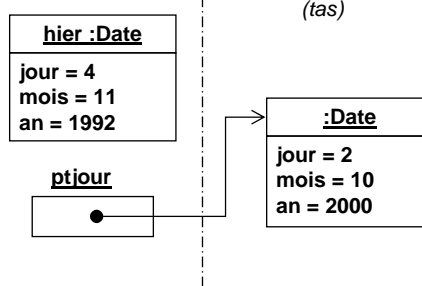 (tas)
hier :Date
jour = 4
mois = 11
an = 1992
ptjour
:Date
jour = 2
mois = 10
an = 2000